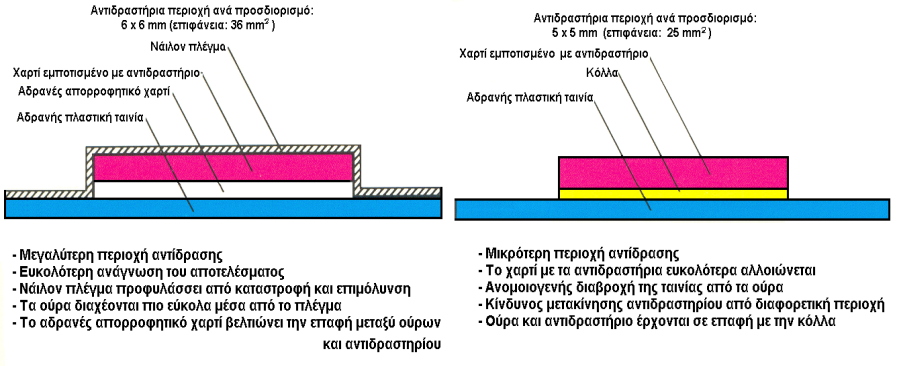 Αντιδραστήρια περιοχή ανά προσδιορισμό:
6 x 6 mm (επιφάνεια: 36 mm²)
Νάιλον πλέγμα
Χαρτί εμποτισμένο με αντιδραστήριο
Αδρανές απορροφητικό χαρτί
Αδρανής πλαστική ταινία
- Μεγαλύτερη περιοχή αντίδρασης
- Ευκολότερη ανάγνωση του αποτελέσματος
- Νάιλον πλέγμα προφυλάσσει από καταστροφή και επιμόλυνση
- Τα ούρα διαχέονται πιο εύκολα μέσα από το πλέγμα
- Το αδρανές απορροφητικό χαρτί βελτιώνει την επαφή μεταξύ ούρων
και αντιδραστηρίου
Αντιδραστήρια περιοχή ανά προσδιορισμό:
5 x 5 mm (επιφάνεια: 25 mm²)
Χαρτί εμποτισμένο με αντιδραστήριο
Κόλλα
Αδρανής πλαστική ταινία
- Μικρότερη περιοχή αντίδρασης
- Το χαρτί με τα αντιδραστήρια ευκολότερα αλλοιώνεται
- Ανομοιογενής διαβροχή της ταινίας από τα ούρα
- Κίνδυνος μετακίνησης αντιδραστηρίου από διαφορετική περιοχή
- Ούρα και αντιδραστήριο έρχονται σε επαφή με την κόλλα